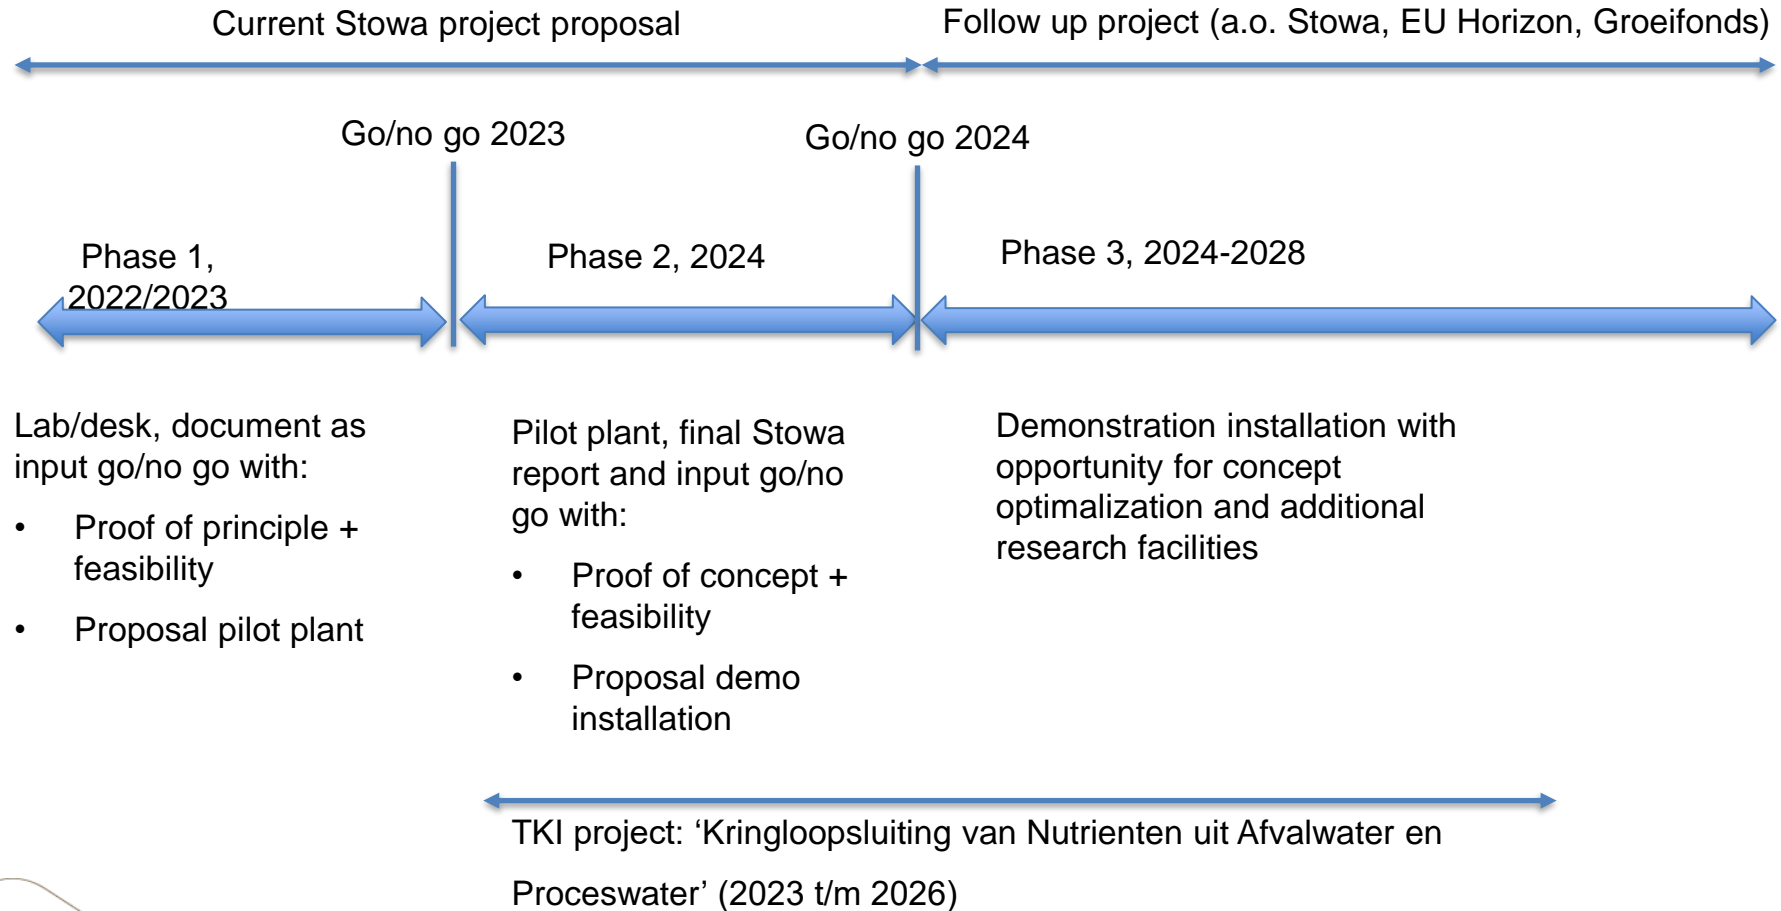 Current Stowa project proposal
Follow up project (a.o. Stowa, EU Horizon, Groeifonds)
Go/no go 2023
Go/no go 2024
Phase 1,
2022/2023
Phase 2, 2024
Phase 3, 2024-2028
Lab/desk, document as
input go/no go with:
• Proof of principle +
feasibility
• Proposal pilot plant
Pilot plant, final Stowa
report and input go/no
go with:
• Proof of concept +
feasibility
• Proposal demo
installation
Demonstration installation with
opportunity for concept
optimalization and additional
research facilities
TKI project: ‘Kringloopsluiting van Nutrienten uit Afvalwater en
Proceswater’ (2023 t/m 2026)